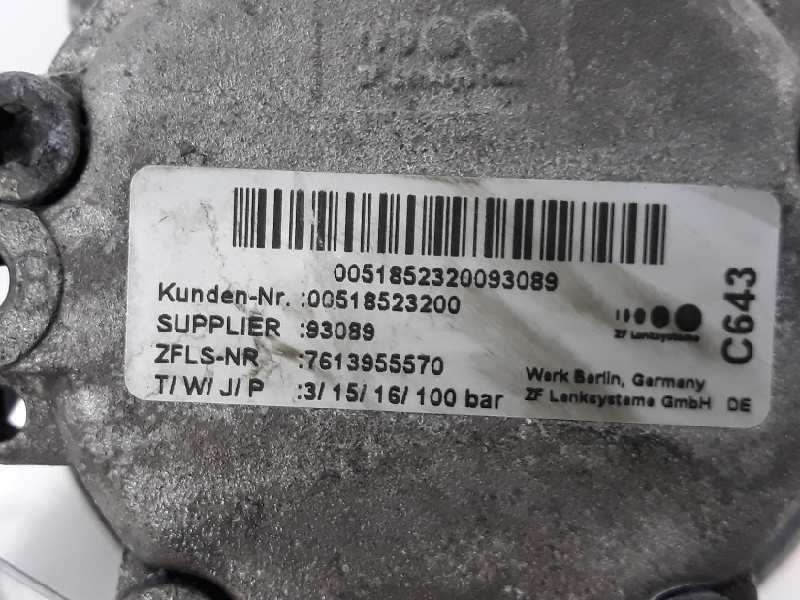 0051852320093089
Kunden-Nr. :00518523200
SUPPLIER :93089
ZFLS-NR :7613955570
T/ W/ J/ P :3/ 15/ 16/ 100 bar
ZF Lenksysteme
Werk Berlin, Germany
ZF Lenksysteme GmbH DE
C643